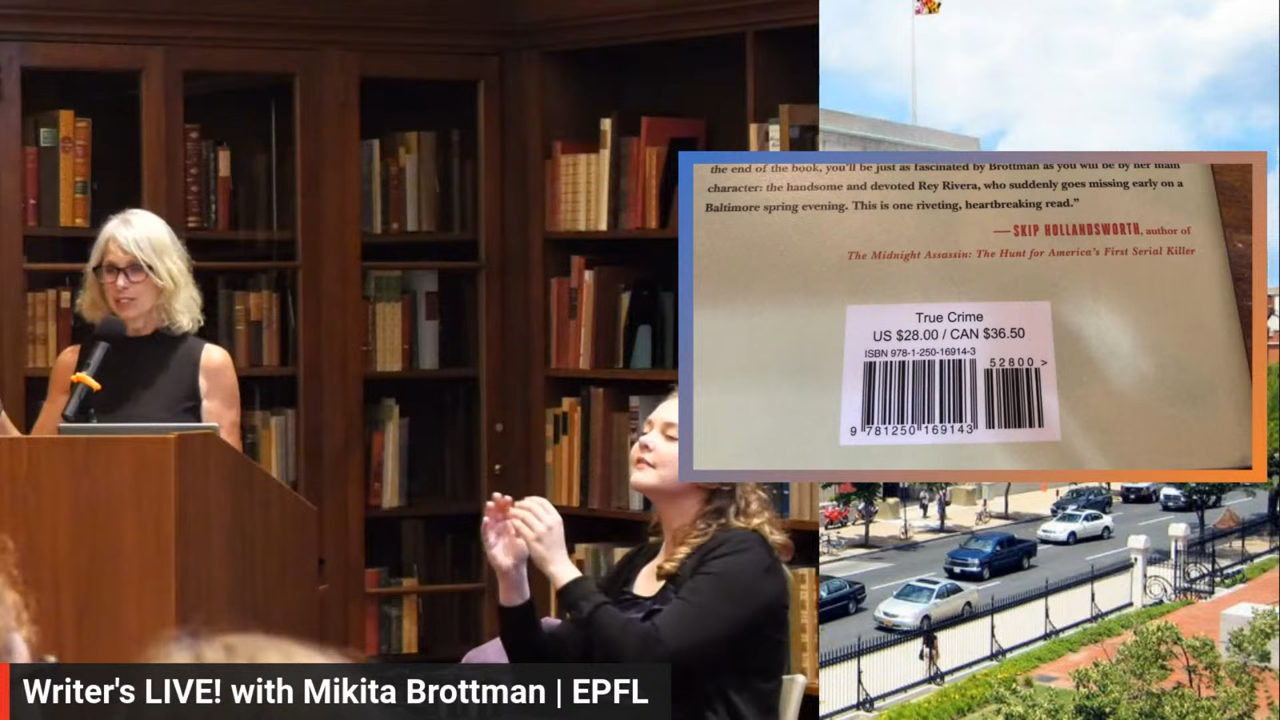 the end of the book, you'll be just as fascinated by Brottman as you will be by her main
character: the handsome and devoted Rey Rivera, who suddenly goes missing early on a
Baltimore spring evening. This is one riveting, heartbreaking read."
—SKIP HOLLANDSWORTH, author of
The Midnight Assassin: The Hunt for America's First Serial Killer
True Crime
US $28.00 / CAN $36.50
ISBN 978-1-250-16914-3
52800 >
9 781250 169143
Writer's LIVE! with Mikita Brottman | EPFL